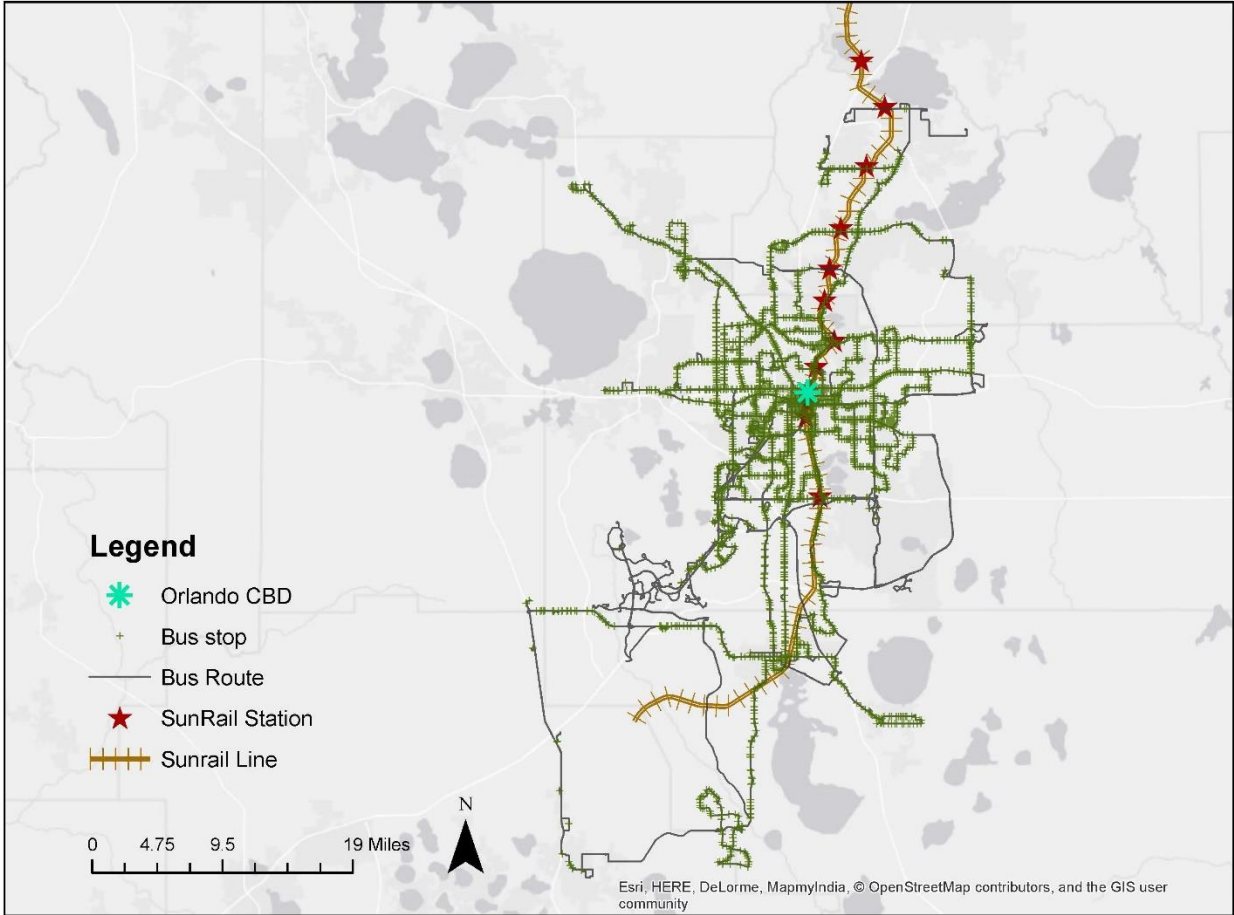 Legend
Orlando CBD
Bus stop
Bus Route
SunRail Station
Sunrail Line
N
0 4.75 9.5 19 Miles
Esri, HERE, DeLorme, MapmyIndia, © OpenStreetMap contributors, and the GIS user
community